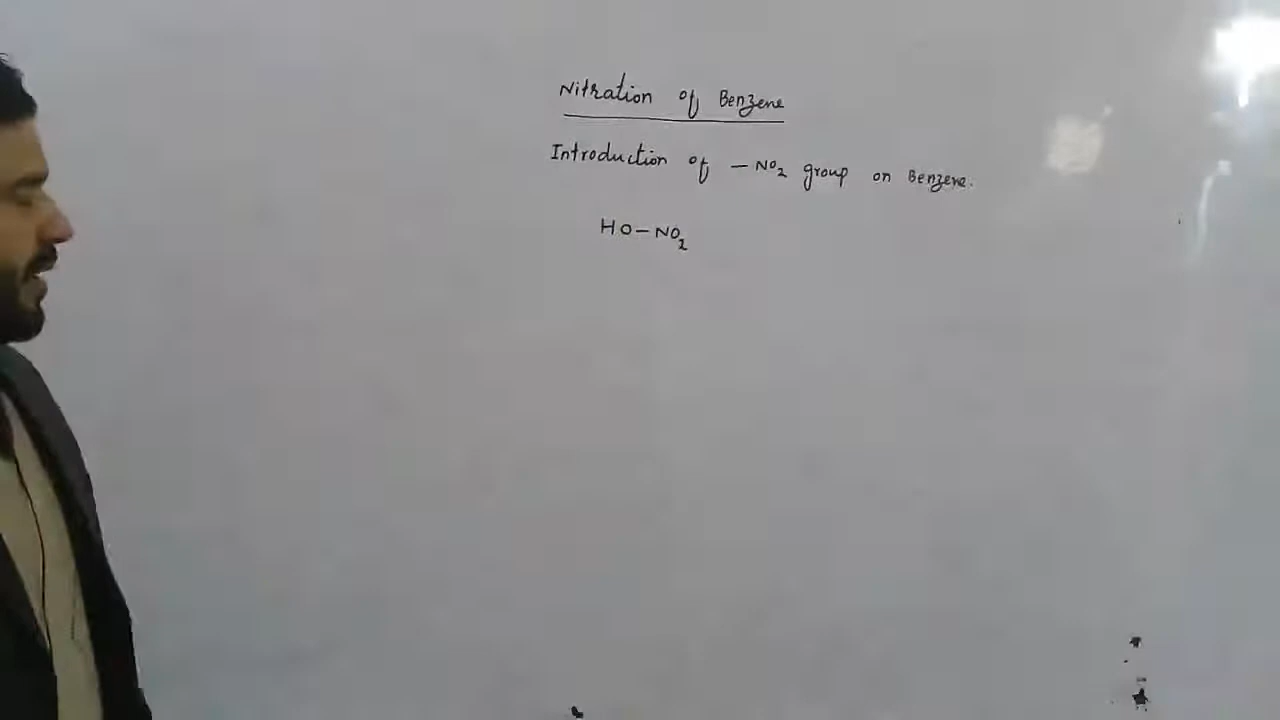 Nitration of Benzene
Introduction of – NO₂ group on Benzene.
HO – NO₂